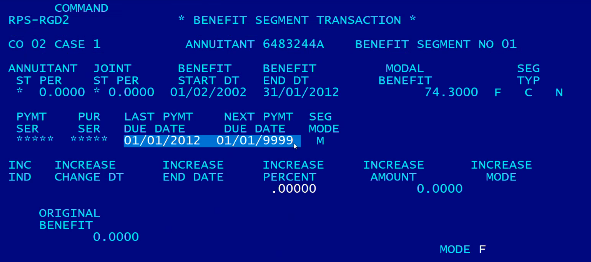 COMMAND
RPS-RGD2 * BENEFIT SEGMENT TRANSACTION *
CO 02 CASE 1 ANNUITANT 6483244A BENEFIT SEGMENT NO 01
ANNUITANT JOINT BENEFIT BENEFIT MODAL SEG
ST PER ST PER START DT END DT BENEFIT TYP
* 0.0000 * 0.0000 01/02/2002 31/01/2012 74.3000 F C N
PYMT PUR LAST PYMT NEXT PYMT SEG
SER SER DUE DATE DUE DATE MODE
***** ***** 01/01/2012 01/01/9999 M
INC INCREASE INCREASE INCREASE INCREASE INCREASE
IND CHANGE DT END DATE PERCENT AMOUNT MODE
.00000 0.0000
ORIGINAL
BENEFIT
0.0000
MODE F